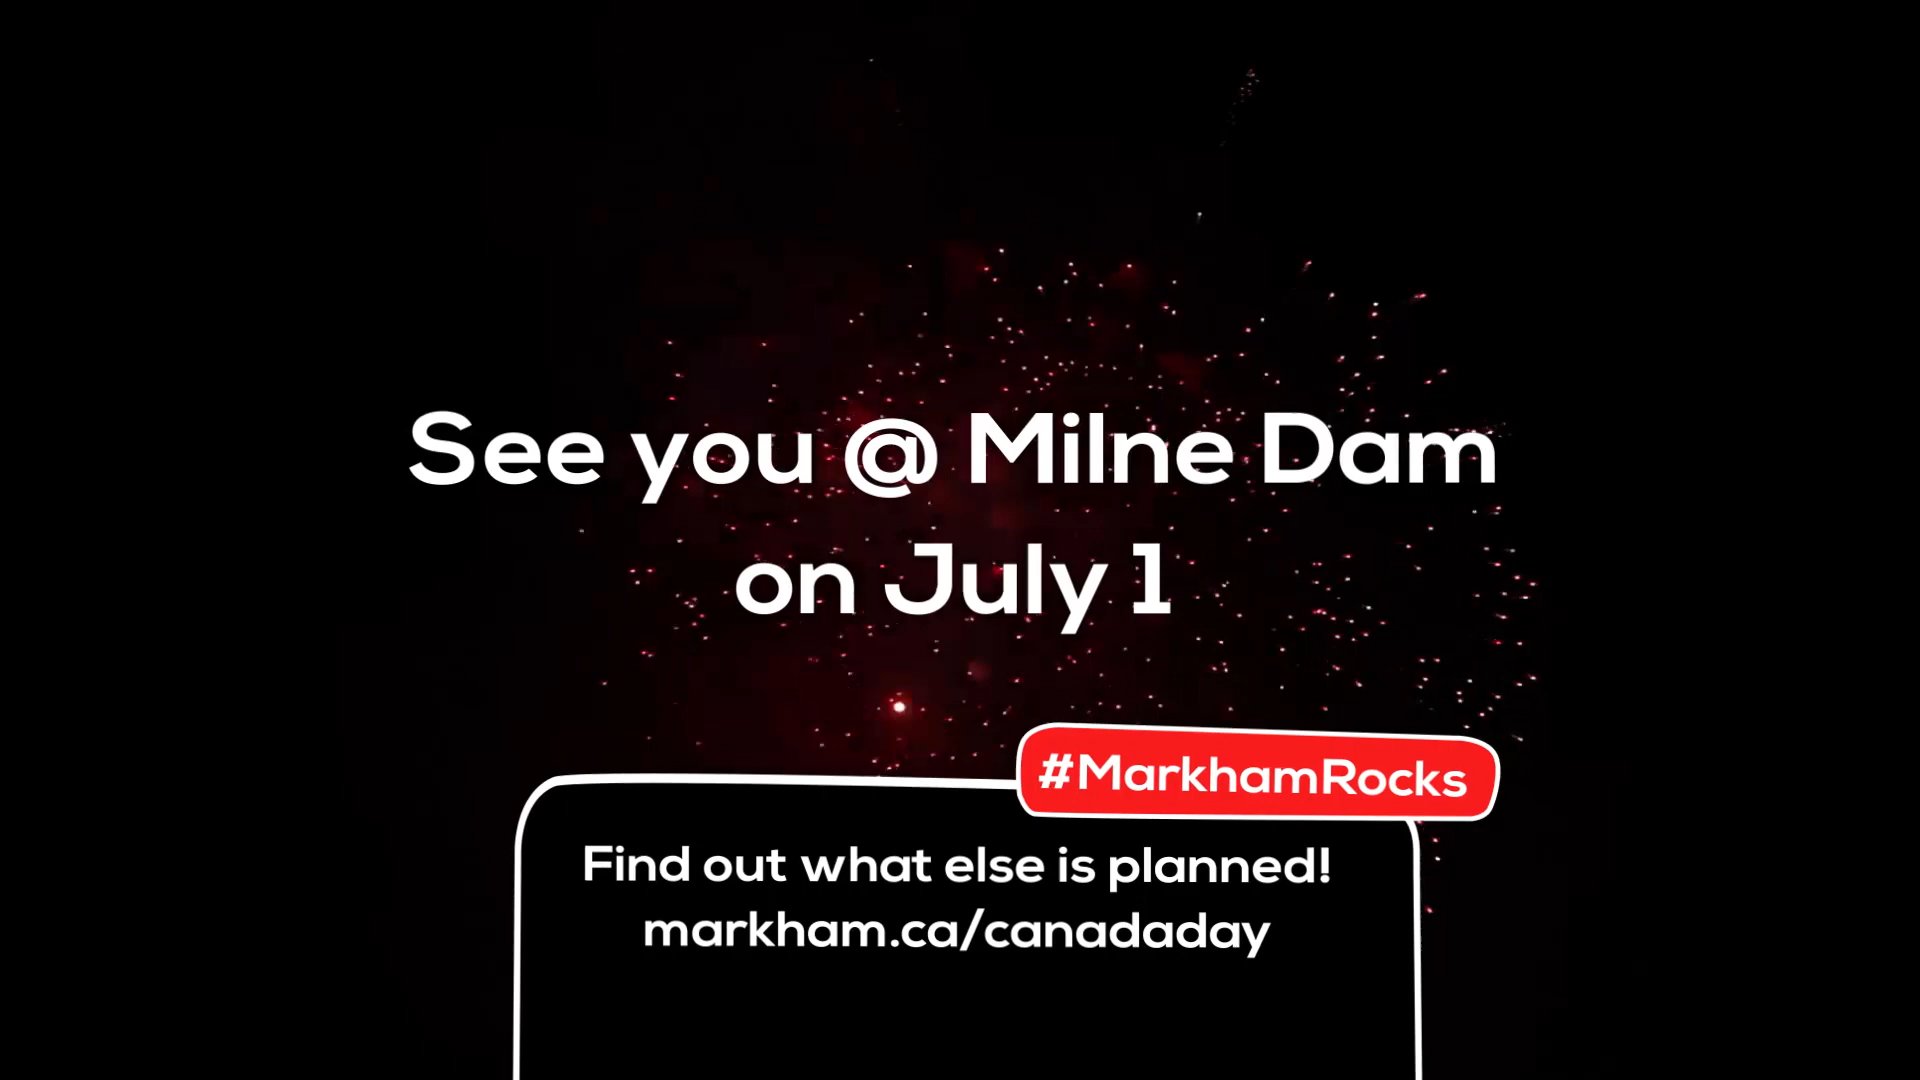 See you @ Milne Dam
on July 1
#MarkhamRocks
Find out what else is planned!
markham.ca/canadaday